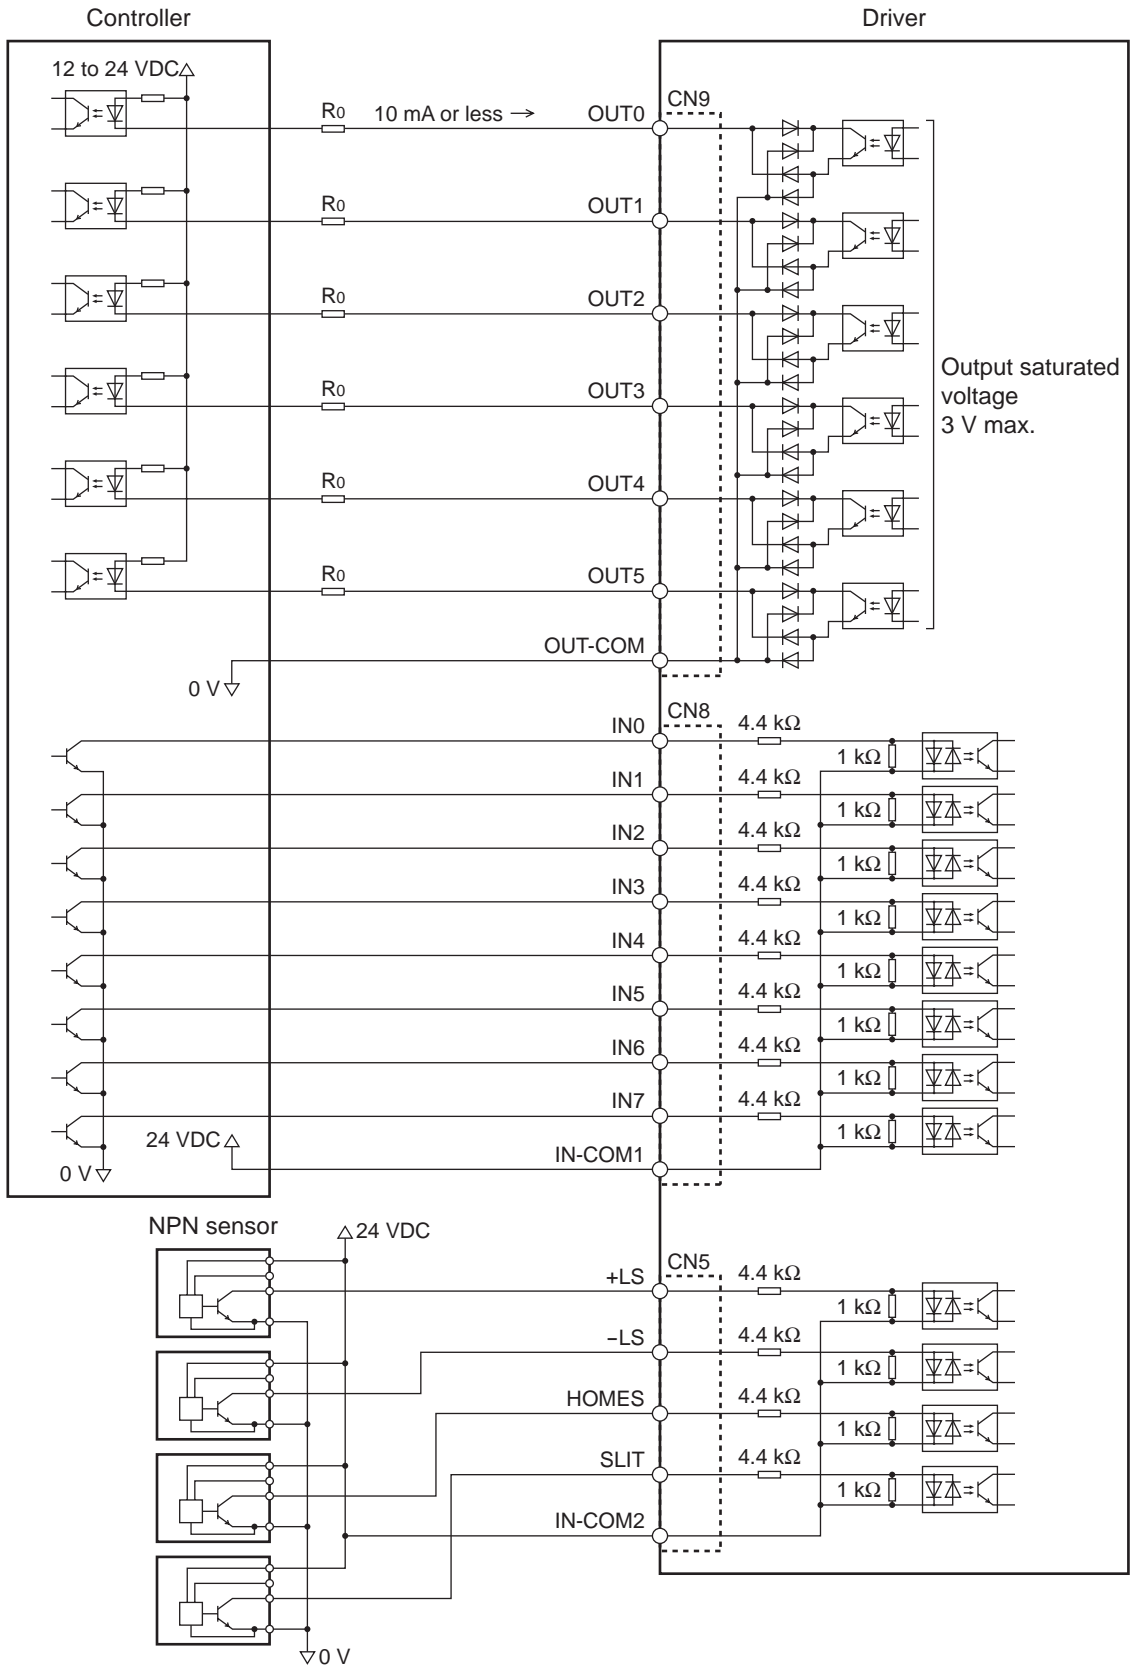 Controller
Driver
12 to 24 VDC
CN9
R0
10 mA or less →
OUT0
R0
OUT1
R0
OUT2
R0
OUT3
R0
OUT4
R0
OUT5
Output saturated
voltage
3 V max.
OUT-COM
0 V
CN8
IN0
4.4 kΩ
1 kΩ
IN1
4.4 kΩ
1 kΩ
IN2
4.4 kΩ
1 kΩ
IN3
4.4 kΩ
1 kΩ
IN4
4.4 kΩ
1 kΩ
IN5
4.4 kΩ
1 kΩ
IN6
4.4 kΩ
1 kΩ
IN7
4.4 kΩ
1 kΩ
24 VDC
IN-COM1
0 V
NPN sensor
24 VDC
CN5
+LS
4.4 kΩ
1 kΩ
−LS
4.4 kΩ
1 kΩ
HOMES
4.4 kΩ
1 kΩ
SLIT
4.4 kΩ
1 kΩ
IN-COM2
0 V